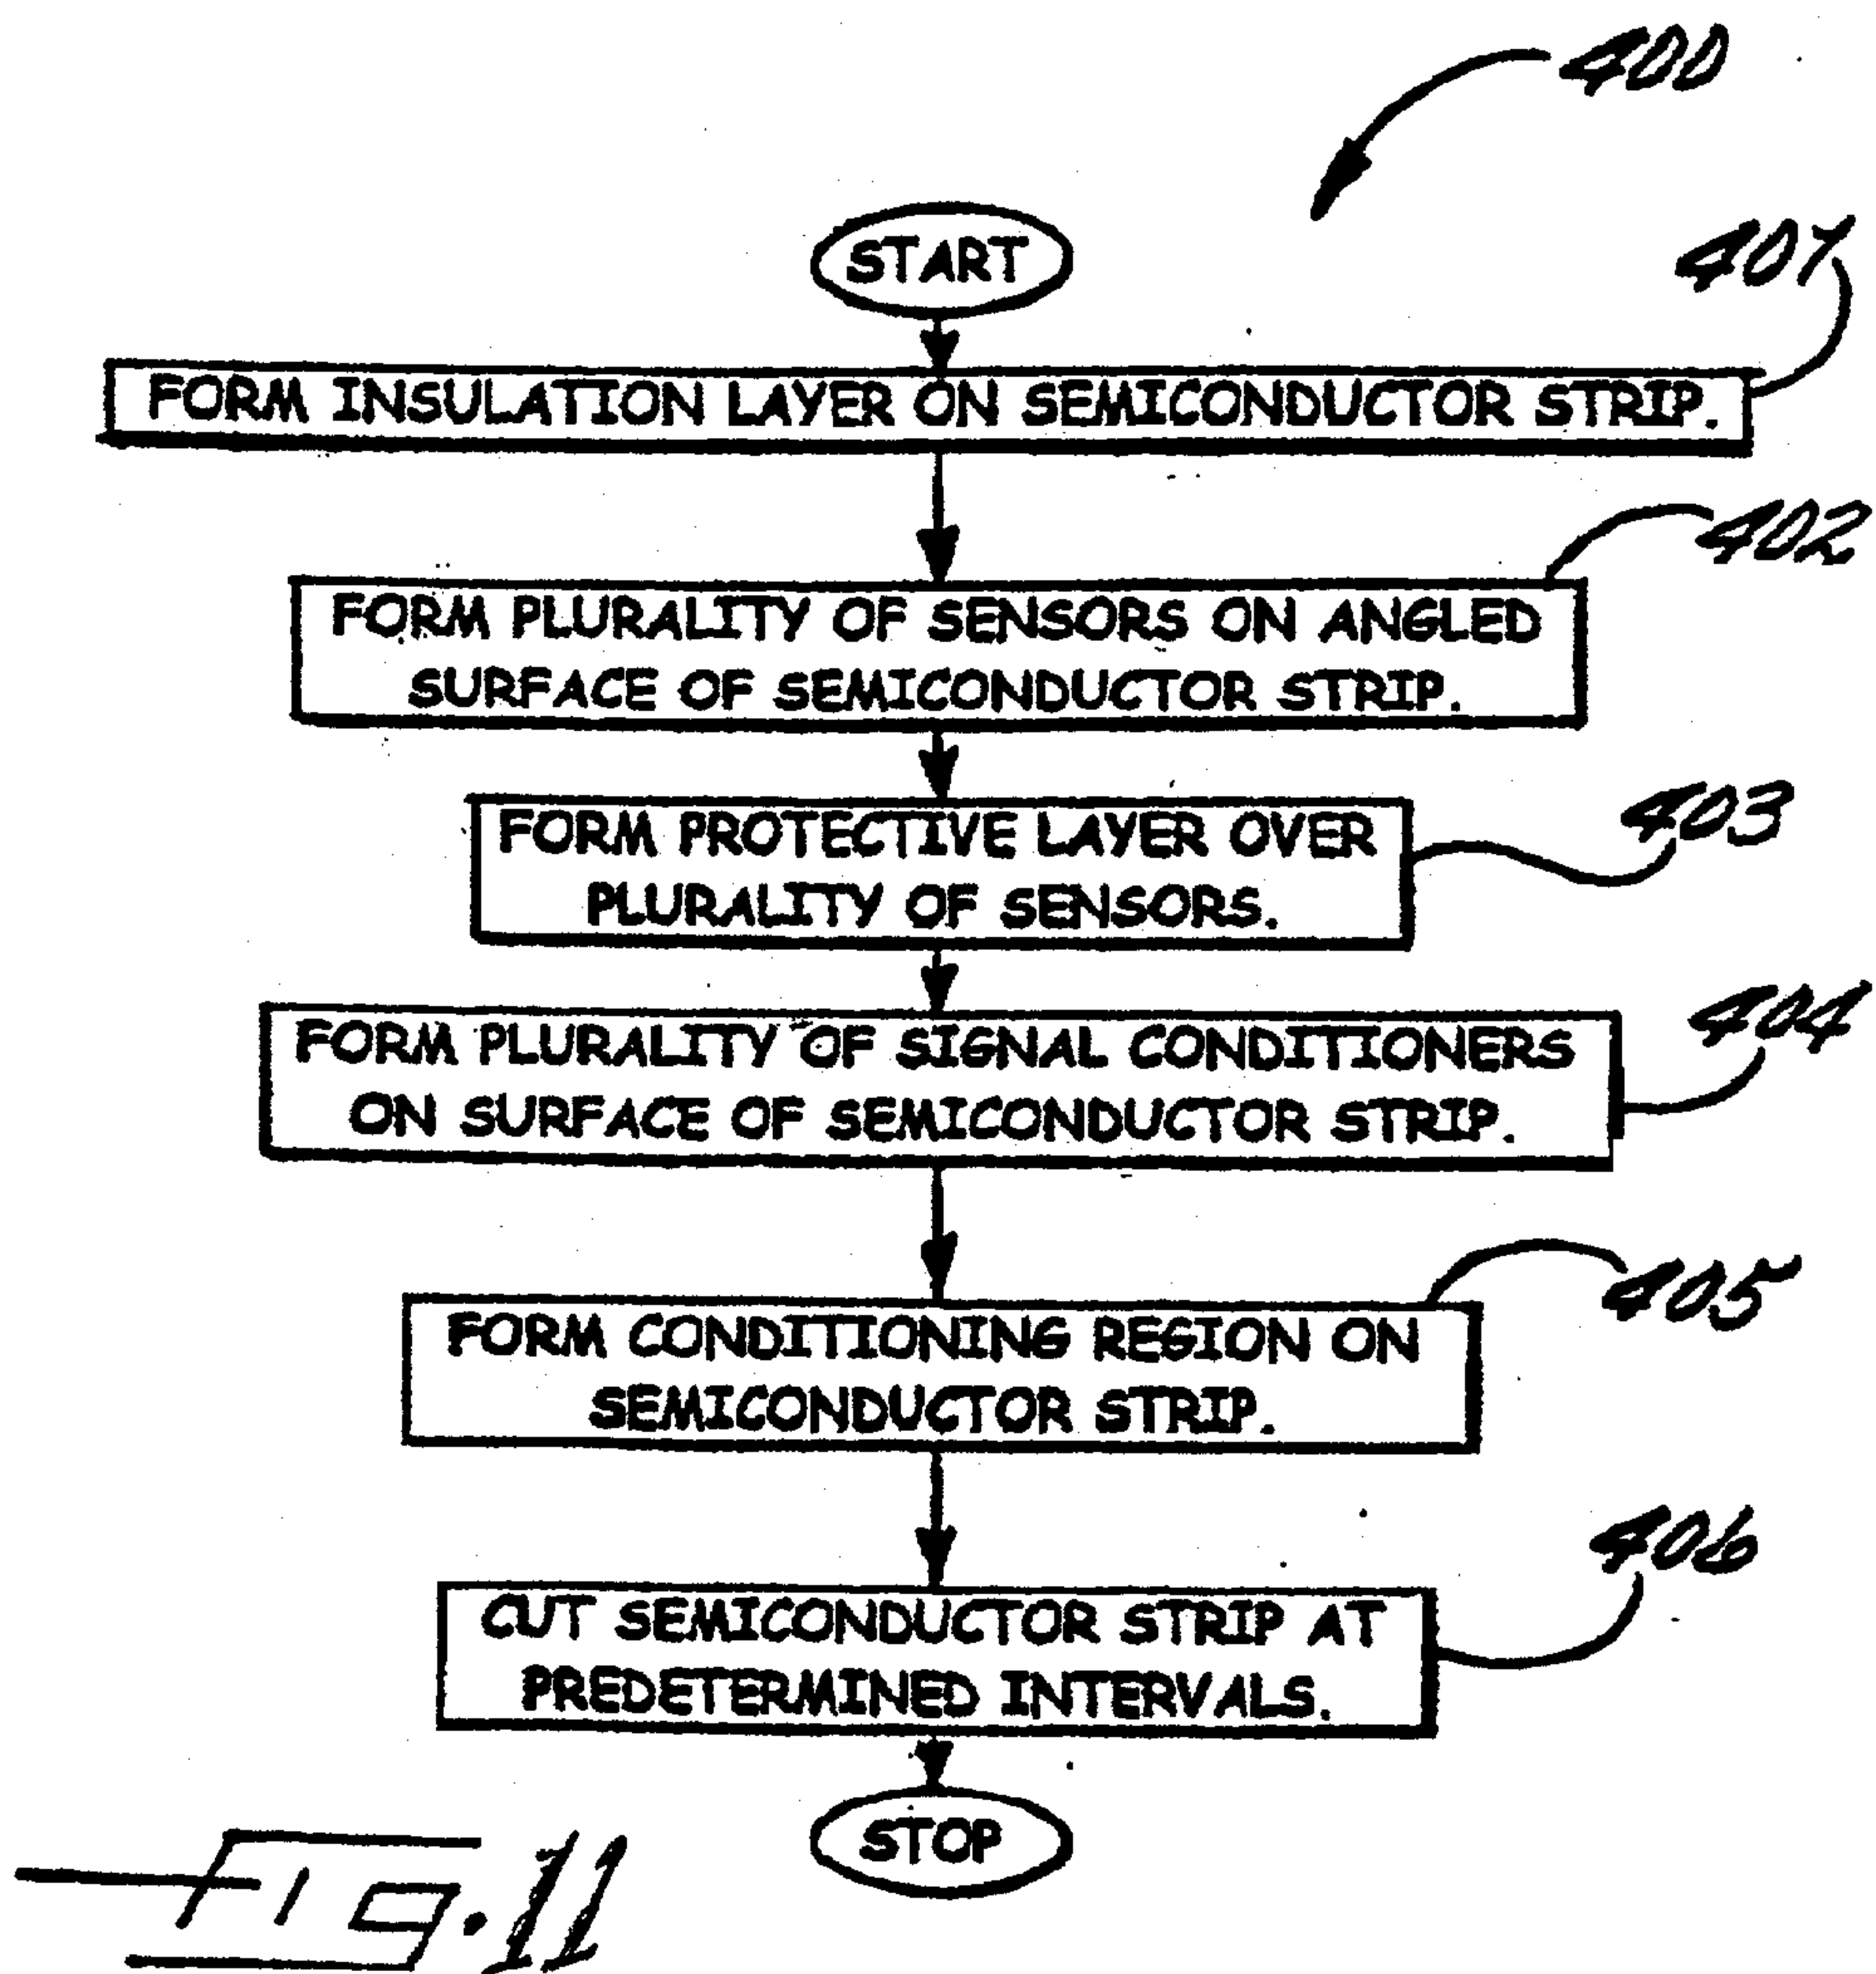 400
START
401
FORM INSULATION LAYER ON SEMICONDUCTOR STRIP.
402
FORM PLURALITY OF SENSORS ON ANGLED
SURFACE OF SEMICONDUCTOR STRIP.
403
FORM PROTECTIVE LAYER OVER
PLURALITY OF SENSORS.
404
FORM PLURALITY OF SIGNAL CONDITIONERS
ON SURFACE OF SEMICONDUCTOR STRIP.
405
FORM CONDITIONING REGION ON
SEMICONDUCTOR STRIP.
406
CUT SEMICONDUCTOR STRIP AT
PREDETERMINED INTERVALS.
STOP
Fig. 11